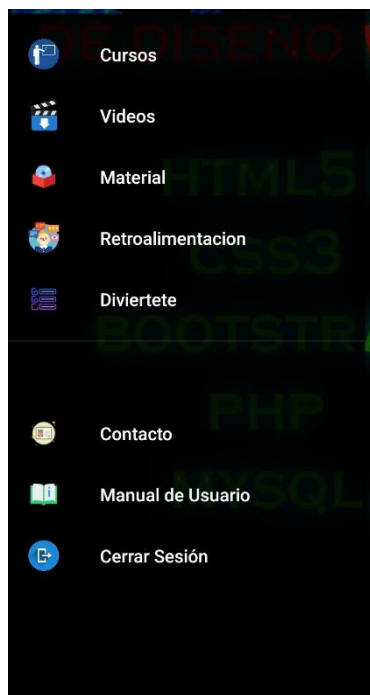 DE DISEÑO
Cursos
Videos
Material
HTML5
Retroalimentacion
CSS3
Diviertete
BOOTSTR
PHP
Contacto
Manual de Usuario
MYSQL
Cerrar Sesión